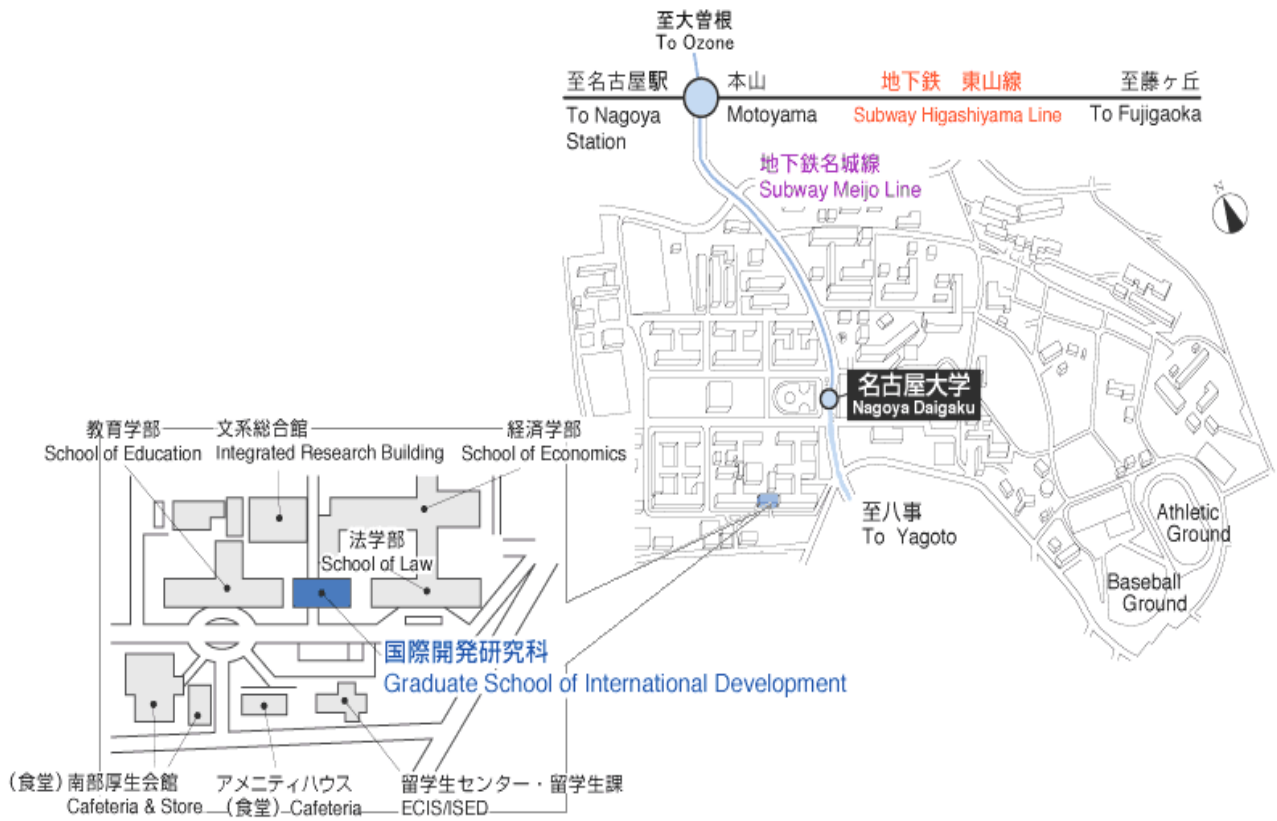 至大曽根
To Ozone
至名古屋駅
To Nagoya
Station
本山
Motoyama
地下鉄 東山線
Subway Higashiyama Line
至藤ヶ丘
To Fujigaoka
地下鉄名城線
Subway Meijo Line
N
名古屋大学
Nagoya Daigaku
至八事
To Yagoto
Athletic
Ground
Baseball
Ground
教育学部
School of Education
文系総合館
Integrated Research Building
経済学部
School of Economics
法学部
School of Law
国際開発研究科
Graduate School of International Development
(食堂)南部厚生会館
Cafeteria & Store
アメニティハウス
(食堂) Cafeteria
留学生センター・留学生課
ECIS/ISED